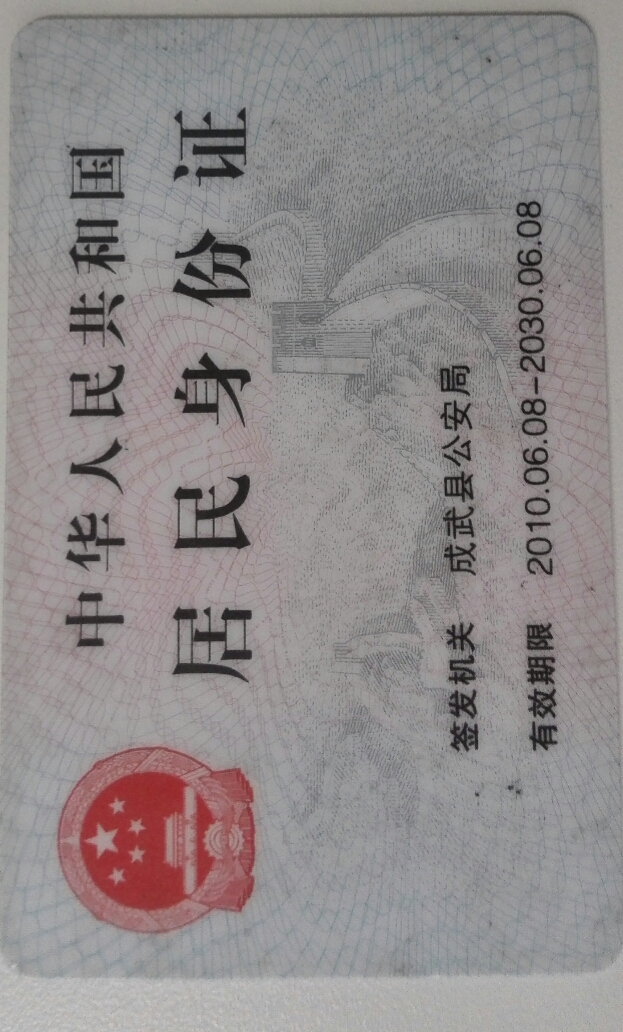 中华人民共和国
居民身份证
签发机关 成武县公安局
有效期限 2010.06.08-2030.06.08